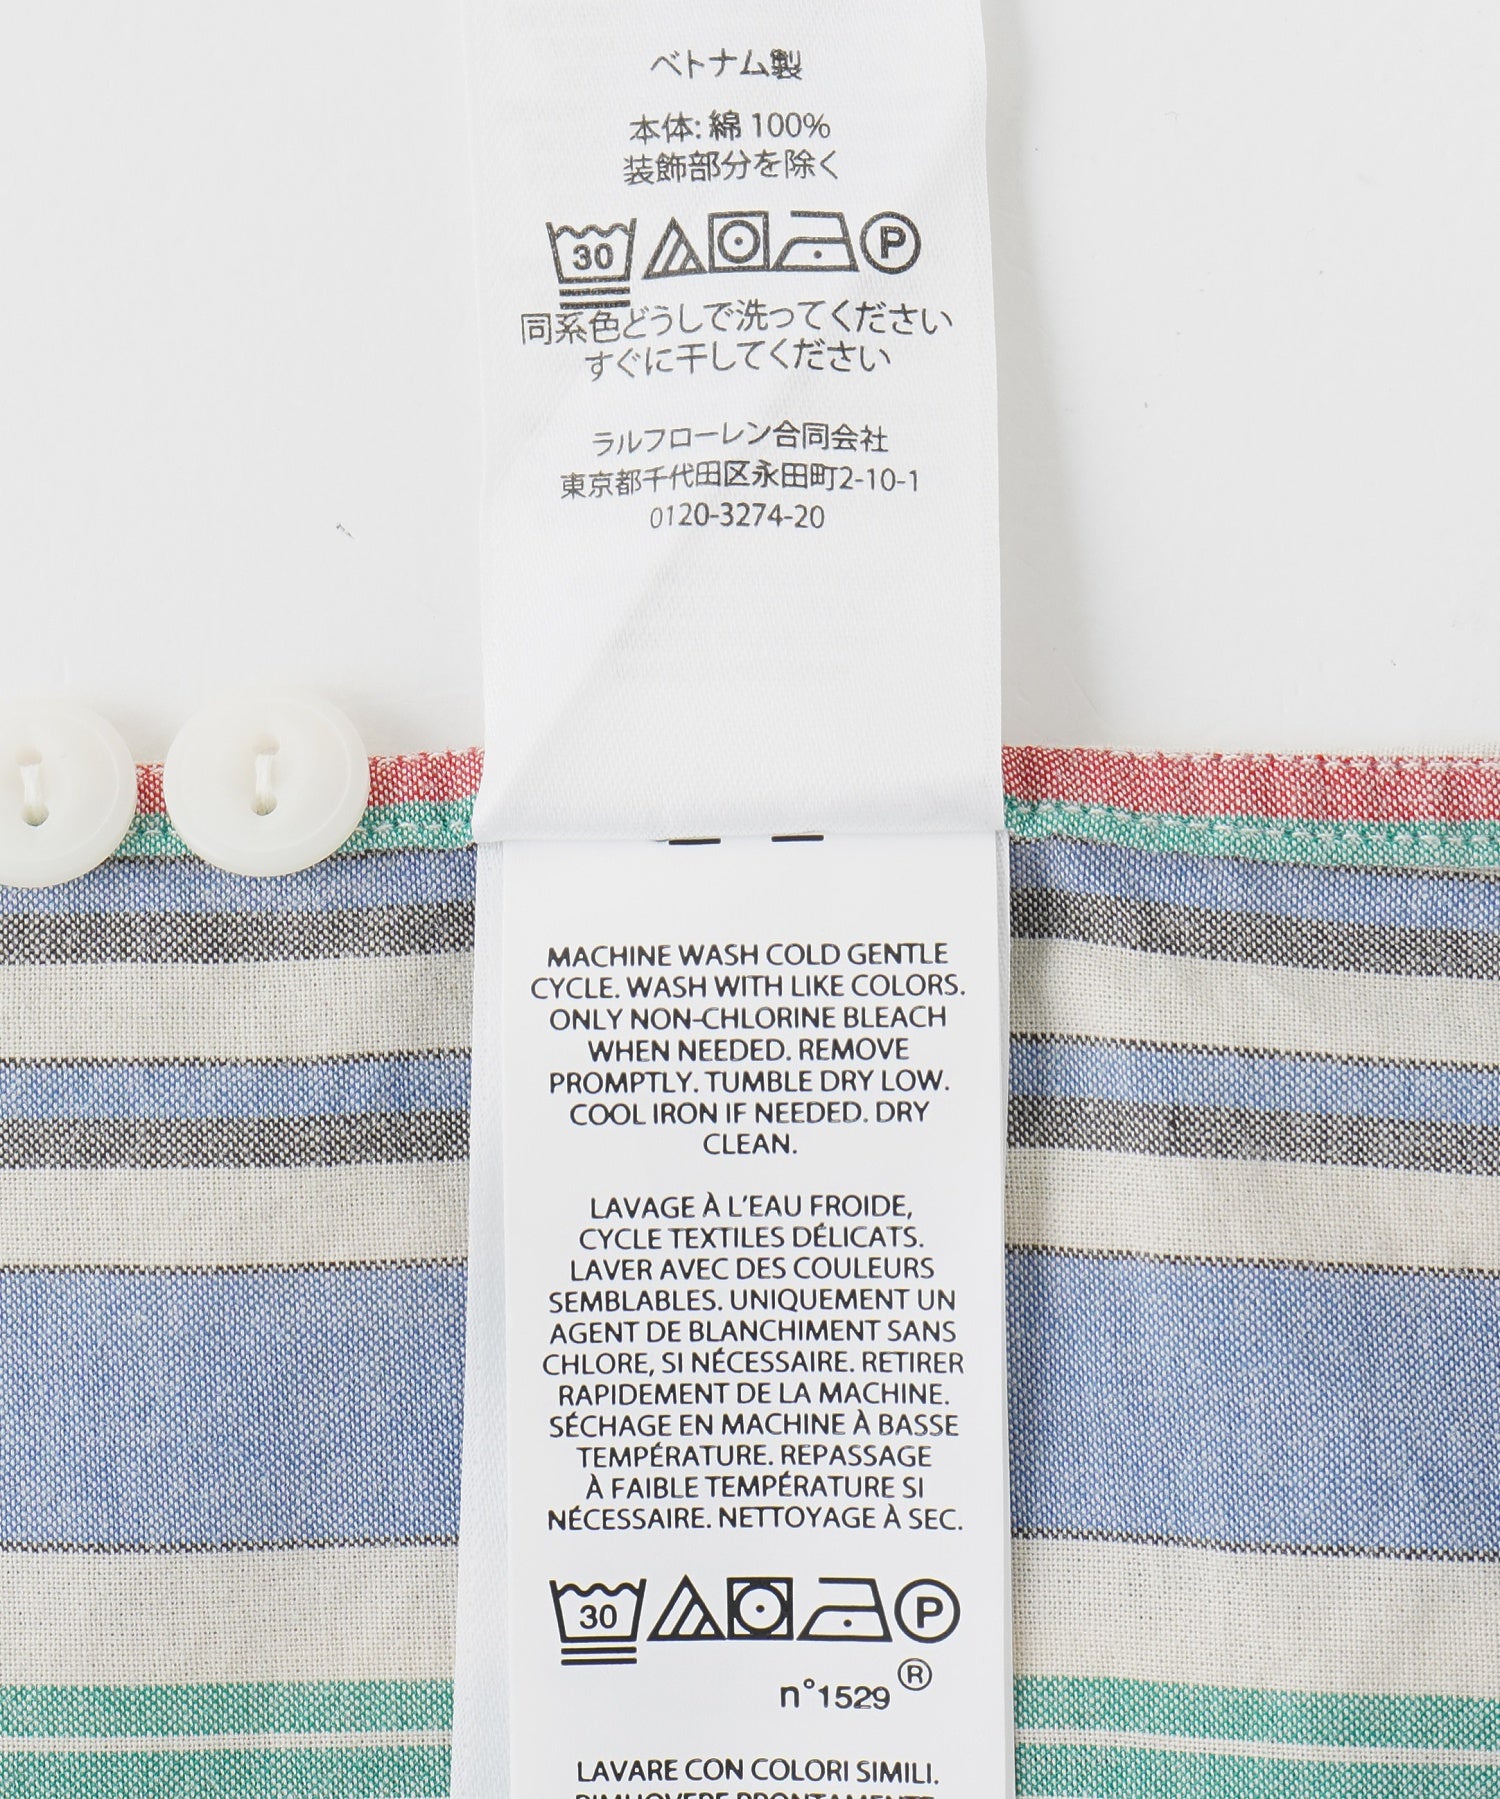 ベトナム製
本体: 綿 100%
装飾部分を除く
30 P
同系色どうしで洗ってください
すぐに干してください
ラルフローレン合同会社
東京都千代田区永田町2-10-1
0120-3274-20
MACHINE WASH COLD GENTLE
CYCLE. WASH WITH LIKE COLORS.
ONLY NON-CHLORINE BLEACH
WHEN NEEDED. REMOVE
PROMPTLY. TUMBLE DRY LOW.
COOL IRON IF NEEDED. DRY
CLEAN.
LAVAGE À L'EAU FROIDE,
CYCLE TEXTILES DÉLICATS.
LAVER AVEC DES COULEURS
SEMBLABLES. UNIQUEMENT UN
AGENT DE BLANCHIMENT SANS
CHLORE, SI NÉCESSAIRE. RETIRER
RAPIDEMENT DE LA MACHINE.
SÉCHAGE EN MACHINE À BASSE
TEMPÉRATURE. REPASSAGE
À FAIBLE TEMPÉRATURE SI
NÉCESSAIRE. NETTOYAGE À SEC.
30 P
n°1529 ®
LAVARE CON COLORI SIMILI.
RIMUOVERE PRONTAMENTE